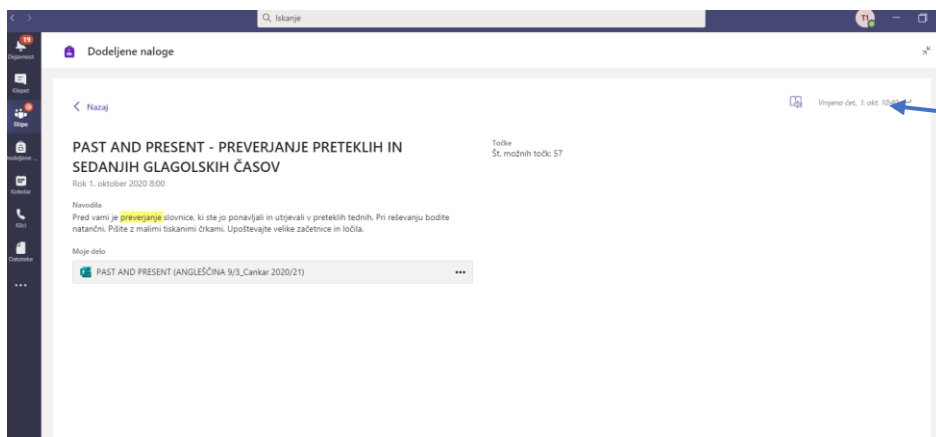 Iskanje
T1
19
Dejavnost
Dodeljene naloge
Klepet
Nazaj
Vrnjeno čet., 1. okt.
Ekipe
PAST AND PRESENT - PREVERJANJE PRETEKLIH IN
SEDANJIH GLAGOLSKIH ČASOV
Rok 1. oktober 2020 8:00
Točke
Št. možnih točk: 57
Dodeljene ...
Koledar
Navodila
Pred vami je preverjanje slovnice, ki ste jo ponavljali in utrjevali v preteklih tednih. Pri reševanju bodite
natančni. Pišite z malimi tiskanimi črkami. Upoštevajte velike začetnice in ločila.
Klici
Moje delo
Datoteke
PAST AND PRESENT (ANGLEŠČINA 9/3_Cankar 2020/21)